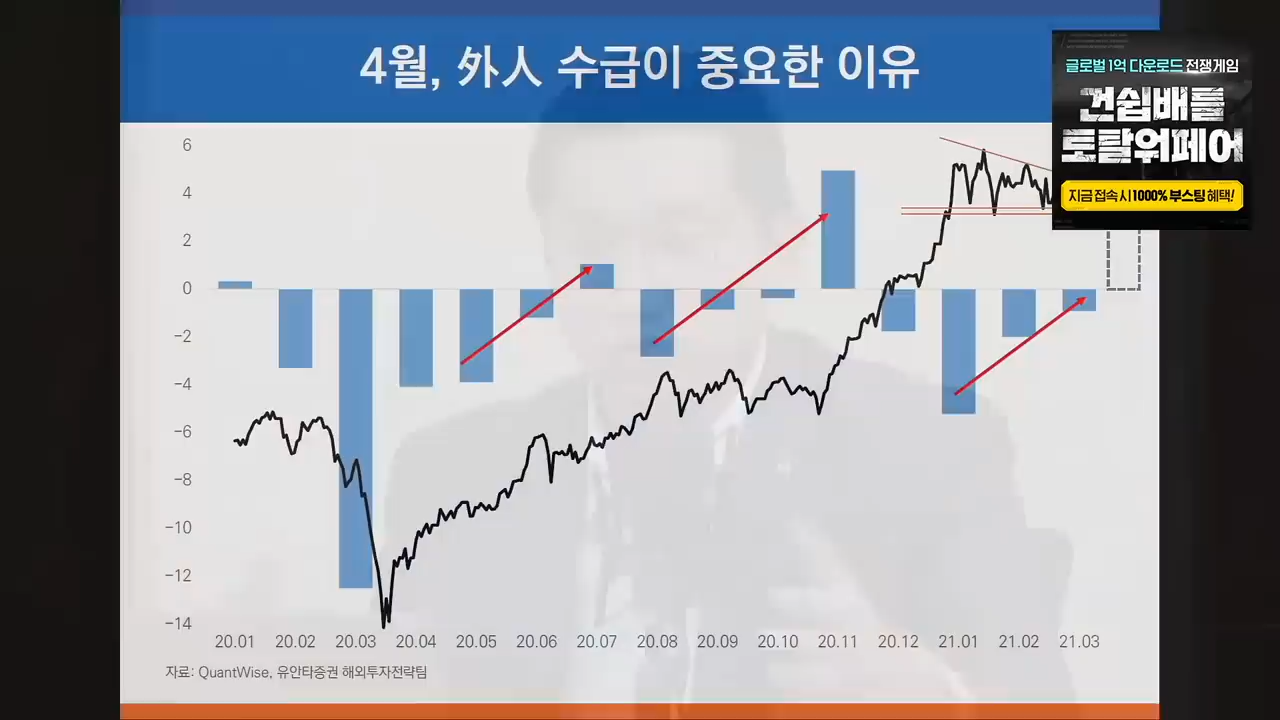 4월, 外人 수급이 중요한 이유
글로벌 1억 다운로드 전쟁게임
건쉽배틀
토탈워페어
지금 접속 시 1000% 부스팅 혜택!
6
4
2
0
−2
−4
−6
−8
−10
−12
−14
20.01 20.02 20.03 20.04 20.05 20.06 20.07 20.08 20.09 20.10 20.11 20.12 21.01 21.02 21.03
자료: QuantWise, 유안타증권 해외투자전략팀